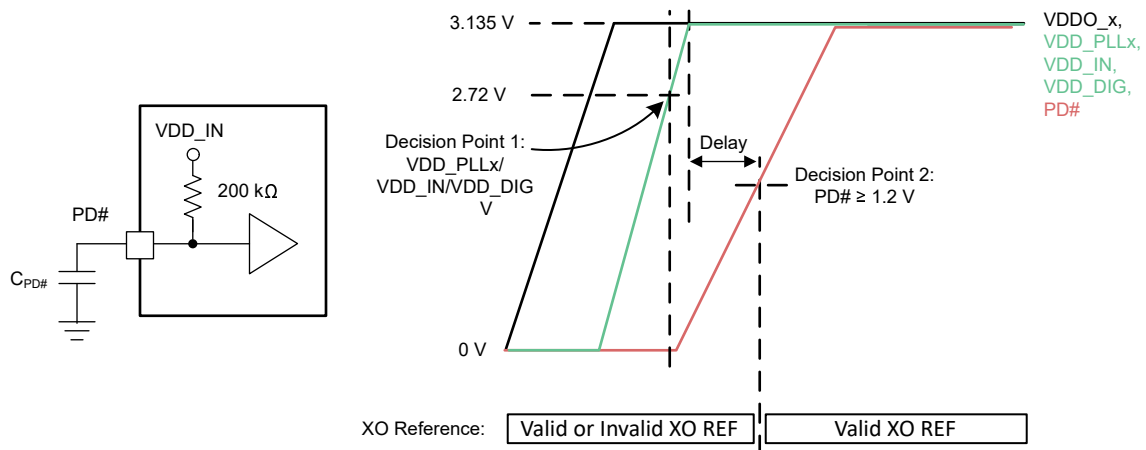 VDD_IN
200 kΩ
PD#
CPD#
3.135 V
2.72 V
Decision Point 1:
VDD_PLLx/
VDD_IN/VDD_DIG
V
0 V
Delay
Decision Point 2:
PD# ≥ 1.2 V
VDDO_x,
VDD_PLLx,
VDD_IN,
VDD_DIG,
PD#
XO Reference:
Valid or Invalid XO REF
Valid XO REF